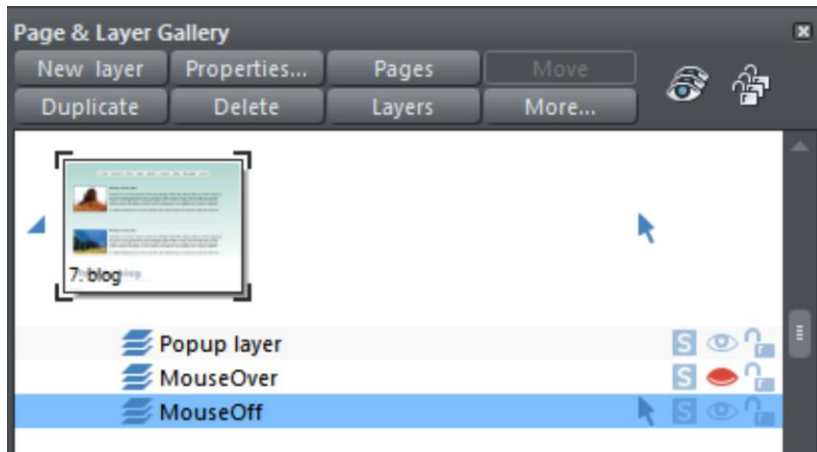 Page & Layer Gallery
New layer Properties... Pages Move
Duplicate Delete Layers More...
7. blog
Popup layer S
MouseOver S
MouseOff S